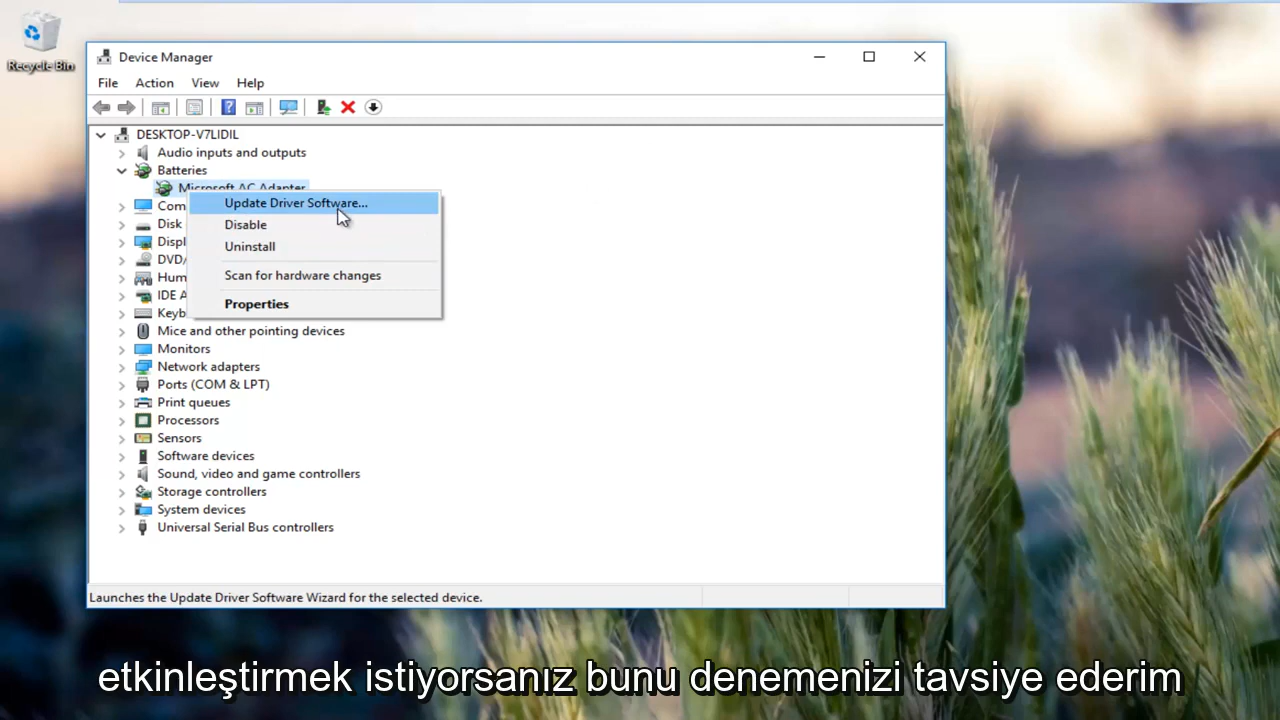 Recycle Bin
Device Manager
File Action View Help
DESKTOP-V7LIDIL
Audio inputs and outputs
Batteries
Microsoft AC Adapter
Update Driver Software...
Disable
Uninstall
Scan for hardware changes
Properties
Com
Disk
Displ
DVD/
Hum
IDE A
Keyb
Mice and other pointing devices
Monitors
Network adapters
Ports (COM & LPT)
Print queues
Processors
Sensors
Software devices
Sound, video and game controllers
Storage controllers
System devices
Universal Serial Bus controllers
Launches the Update Driver Software Wizard for the selected device.
etkinleştirmek istiyorsanız bunu denemenizi tavsiye ederim